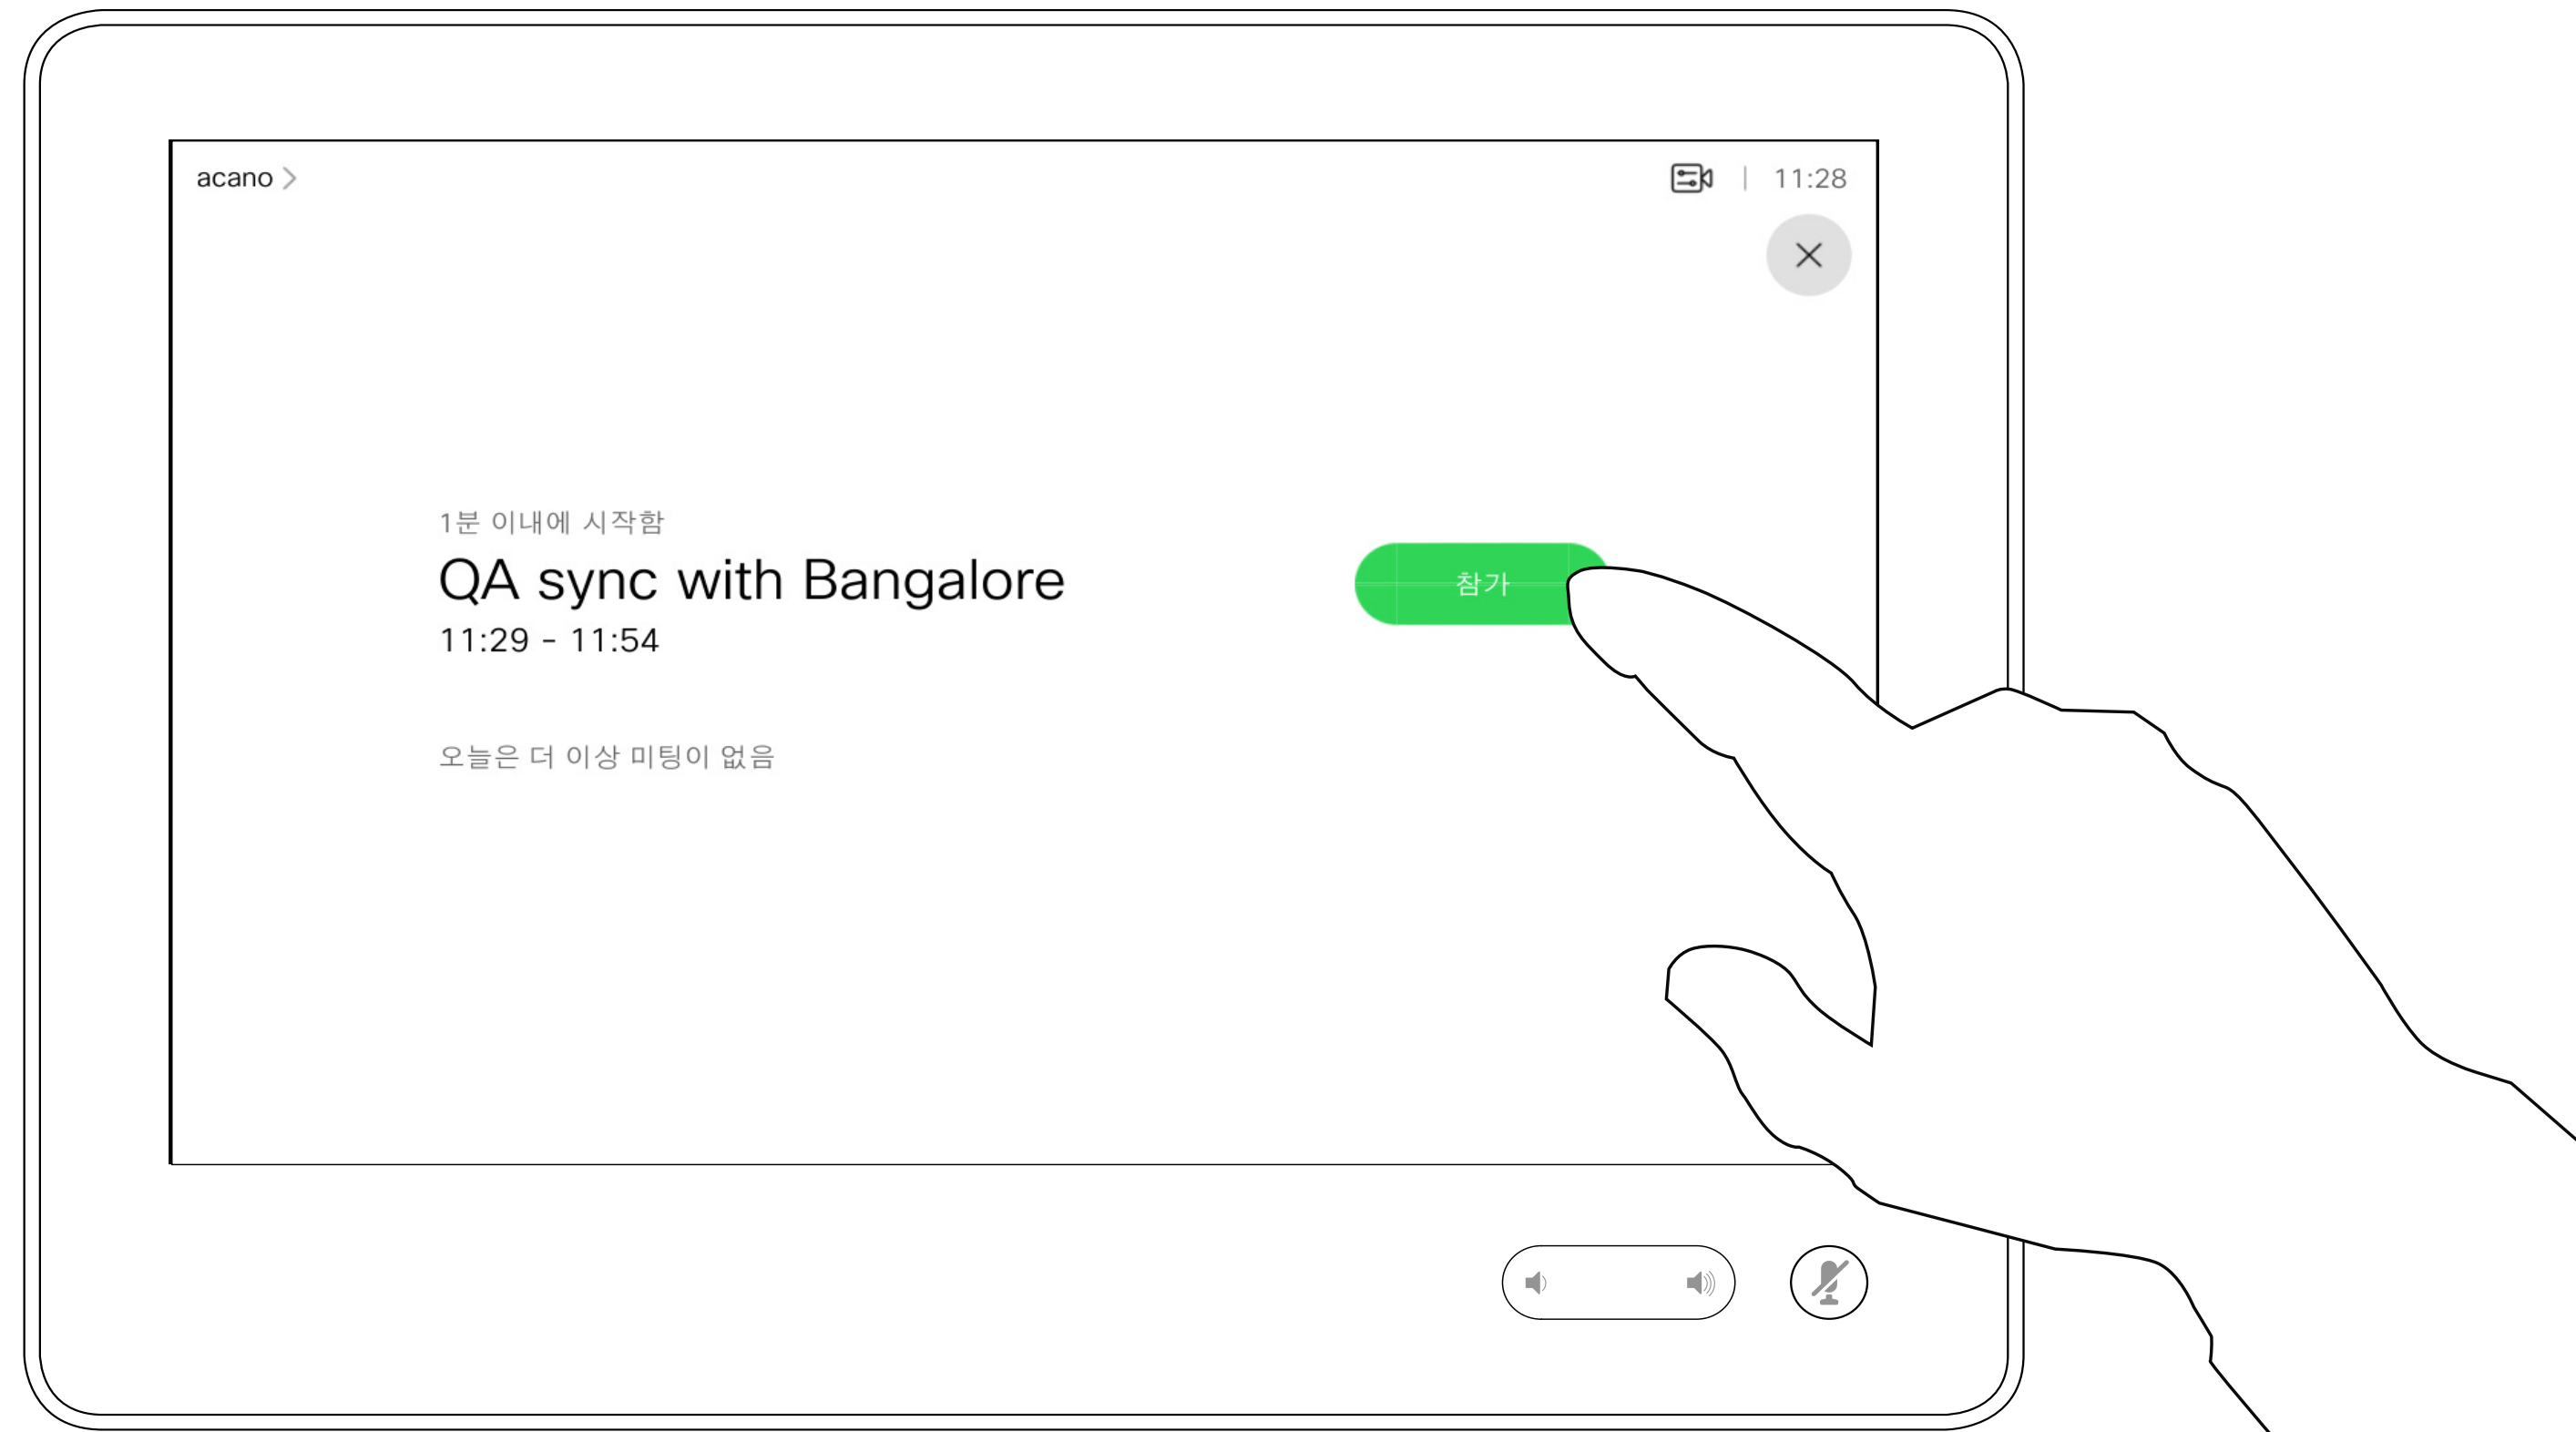 acano
11:28
1분 이내에 시작함
QA sync with Bangalore
참가
11:29 - 11:54
오늘은 더 이상 미팅이 없음